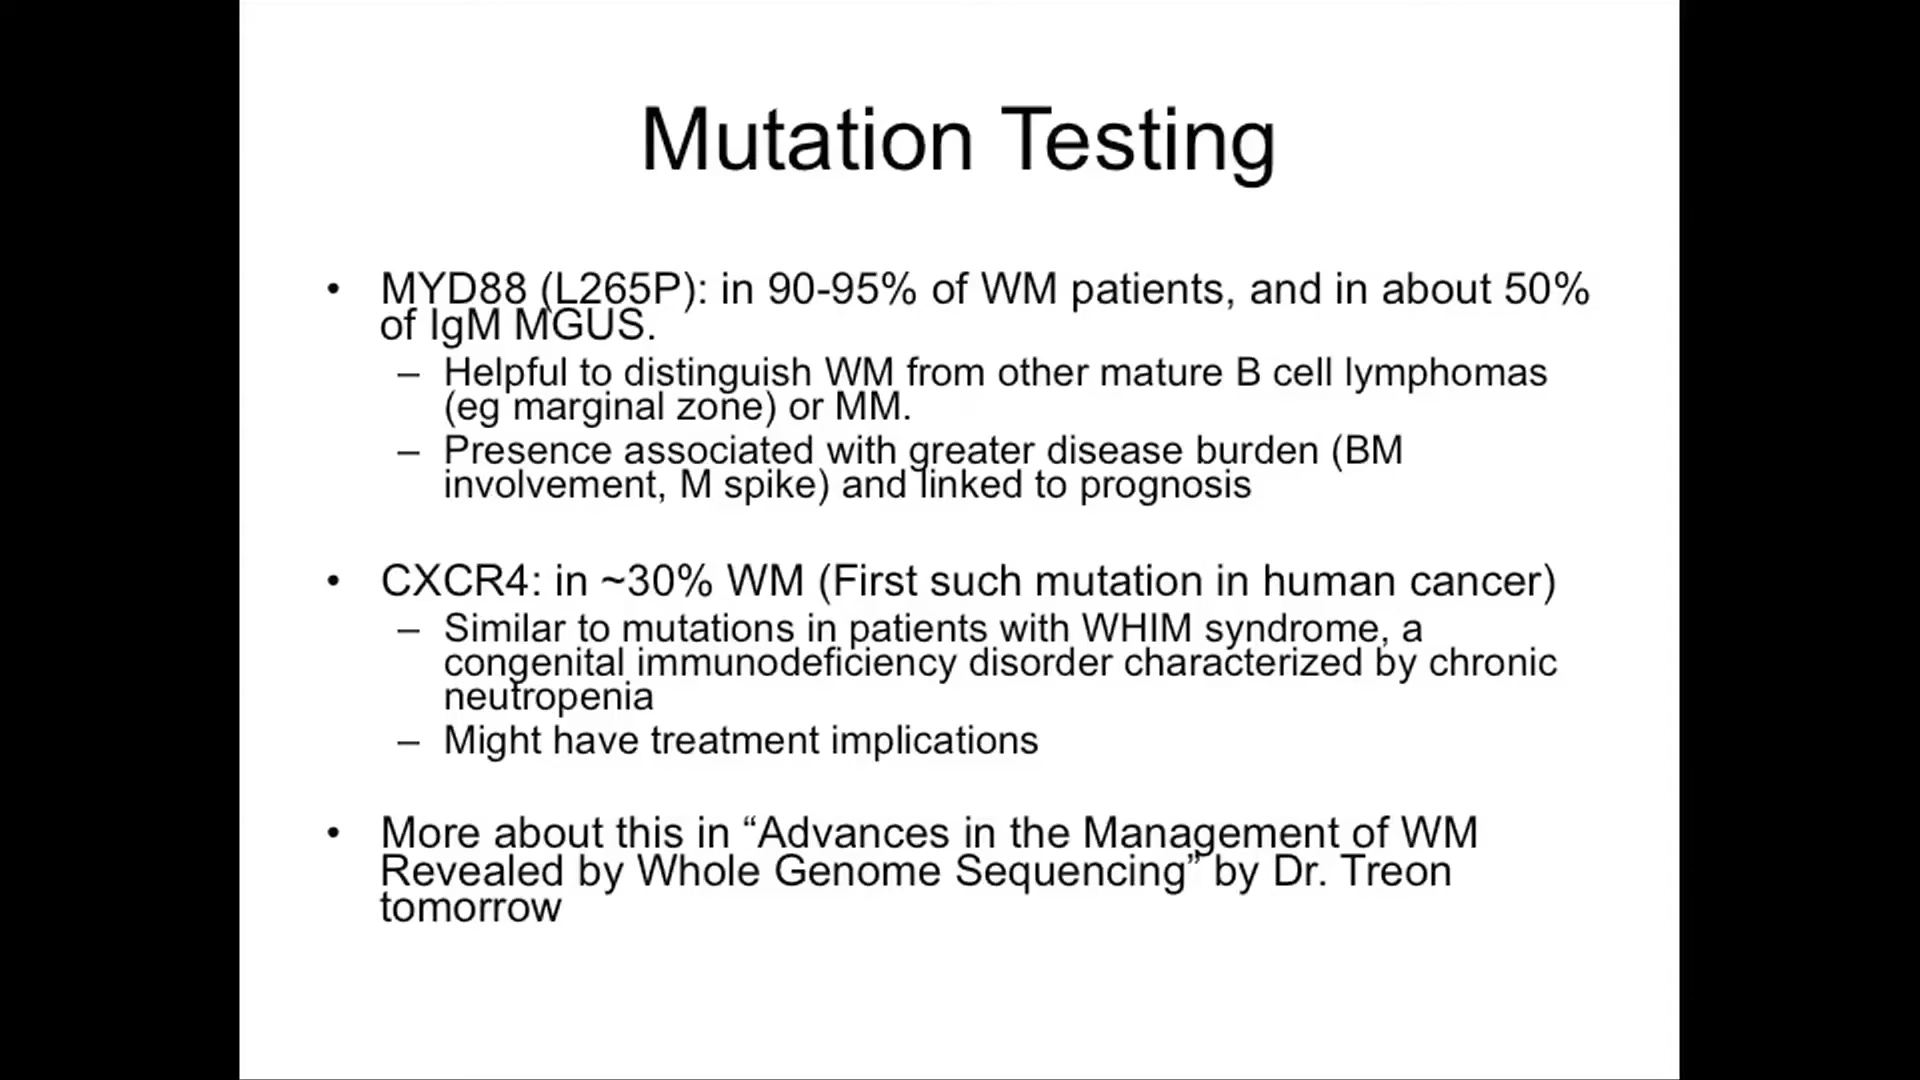 Mutation Testing
• MYD88 (L265P): in 90-95% of WM patients, and in about 50%
of IgM MGUS.
– Helpful to distinguish WM from other mature B cell lymphomas
(eg marginal zone) or MM.
– Presence associated with greater disease burden (BM
involvement, M spike) and linked to prognosis
• CXCR4: in ~30% WM (First such mutation in human cancer)
– Similar to mutations in patients with WHIM syndrome, a
congenital immunodeficiency disorder characterized by chronic
neutropenia
– Might have treatment implications
• More about this in “Advances in the Management of WM
Revealed by Whole Genome Sequencing” by Dr. Treon
tomorrow